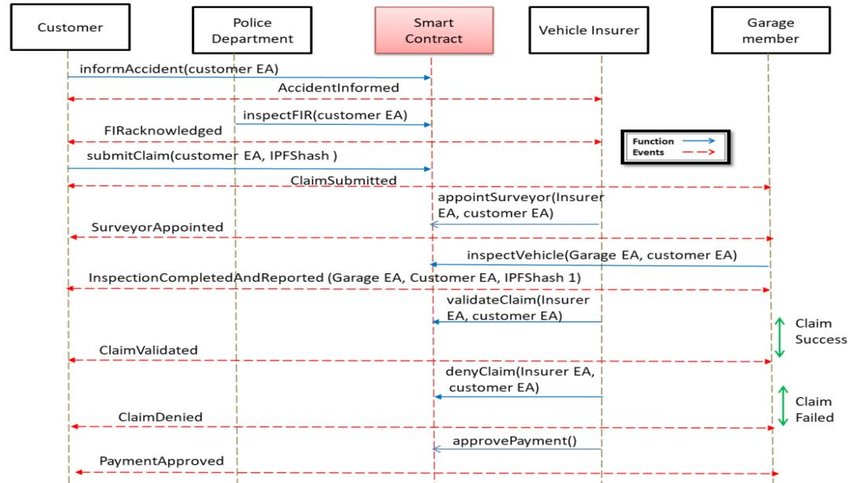 Customer
Police
Department
Smart
Contract
Vehicle Insurer
Garage
member
informAccident(customer EA)
AccidentInformed
inspectFIR(customer EA)
FIRacknowledged
Function
Events
submitClaim(customer EA, IPFShash )
ClaimSubmitted
appointSurveyor(Insurer
EA, customer EA)
SurveyorAppointed
inspectVehicle(Garage EA, customer EA)
InspectionCompletedAndReported (Garage EA, Customer EA, IPFShash 1)
validateClaim(Insurer
EA, customer EA)
Claim
Success
ClaimValidated
denyClaim(Insurer EA,
customer EA)
Claim
Failed
ClaimDenied
approvePayment()
PaymentApproved